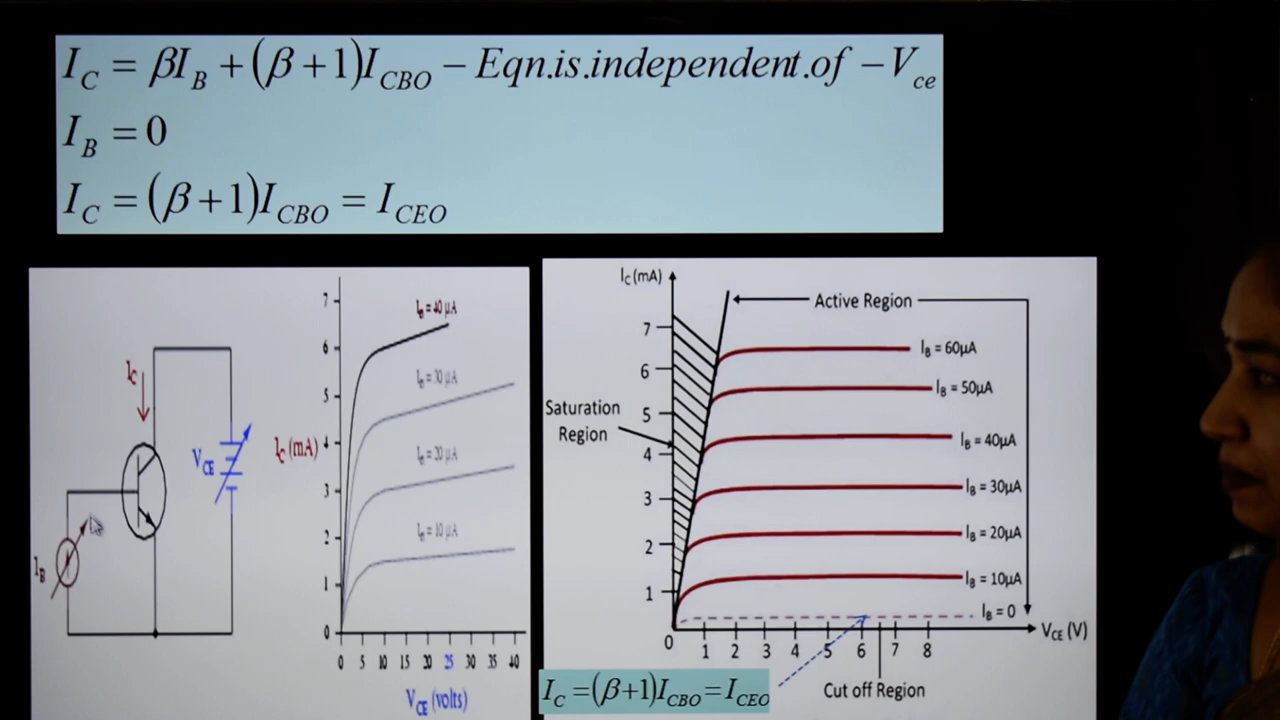 I_C = βI_B + (β + 1)I_CBO − Eqn.is.independent.of − V_ce
I_B = 0
I_C = (β + 1)I_CBO = I_CEO
I_C
V_CE
I_B
I_C (mA)
7
6
5
4
3
2
1
0
I_B = 40 μA
I_B = 30 μA
I_B = 20 μA
I_B = 10 μA
0 5 10 15 20 25 30 35 40
V_CE (volts)
I_C (mA)
Active Region
7
6
5
4
3
2
1
0
Saturation
Region
I_B = 60μA
I_B = 50μA
I_B = 40μA
I_B = 30μA
I_B = 20μA
I_B = 10μA
I_B = 0
1 2 3 4 5 6 7 8
V_CE (V)
Cut off Region
I_C = (β+1)I_CBO = I_CEO